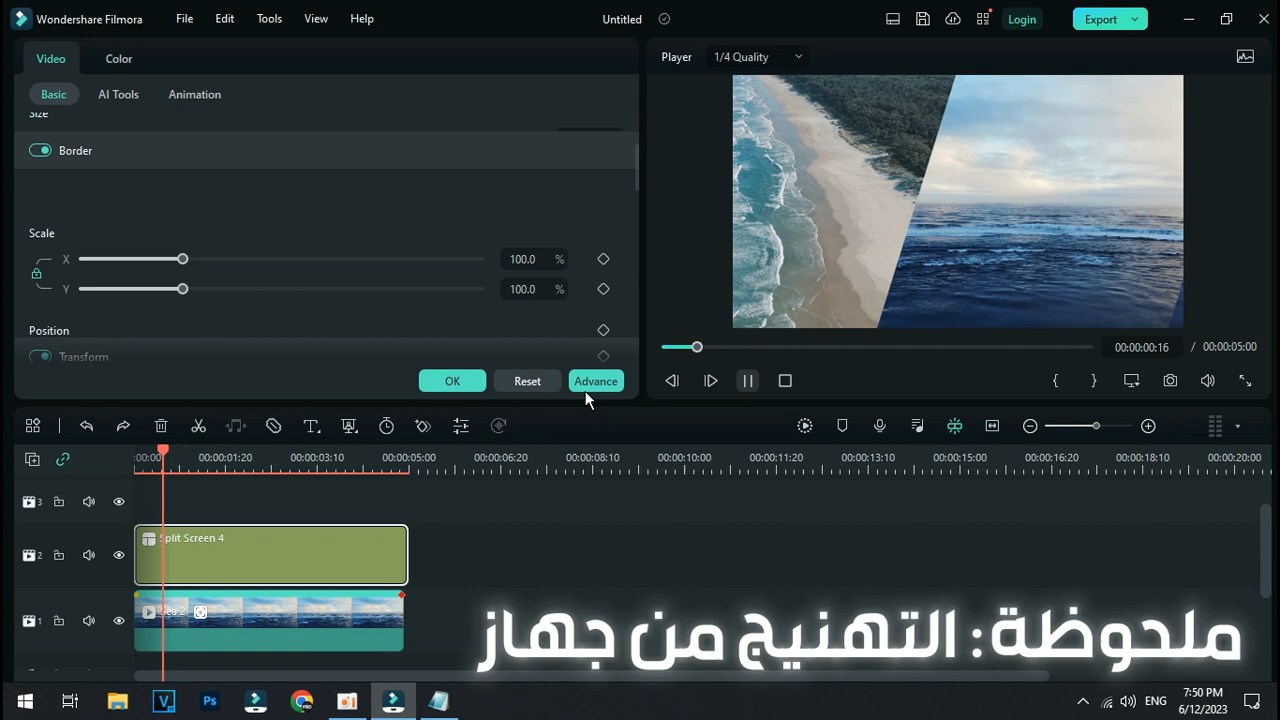 Wondershare Filmora
File
Edit
Tools
View
Help
Untitled
Login
Export
Video
Color
Player
1/4 Quality
Basic
AI Tools
Animation
Size
Border
Scale
X
100.0
%
Y
100.0
%
Position
Transform
OK
Reset
Advance
00:00:00:16
/ 00:00:05:00
{
}
:00:00
00:00:01:20
00:00:03:10
00:00:05:00
00:00:06:20
00:00:08:10
00:00:10:00
00:00:11:20
00:00:13:10
00:00:15:00
00:00:16:20
00:00:18:10
00:00:20:00
3
2
Split Screen 4
1
ملحوظة: التهنيج من جهاز
V
Ps
ENG
7:50 PM
6/12/2023